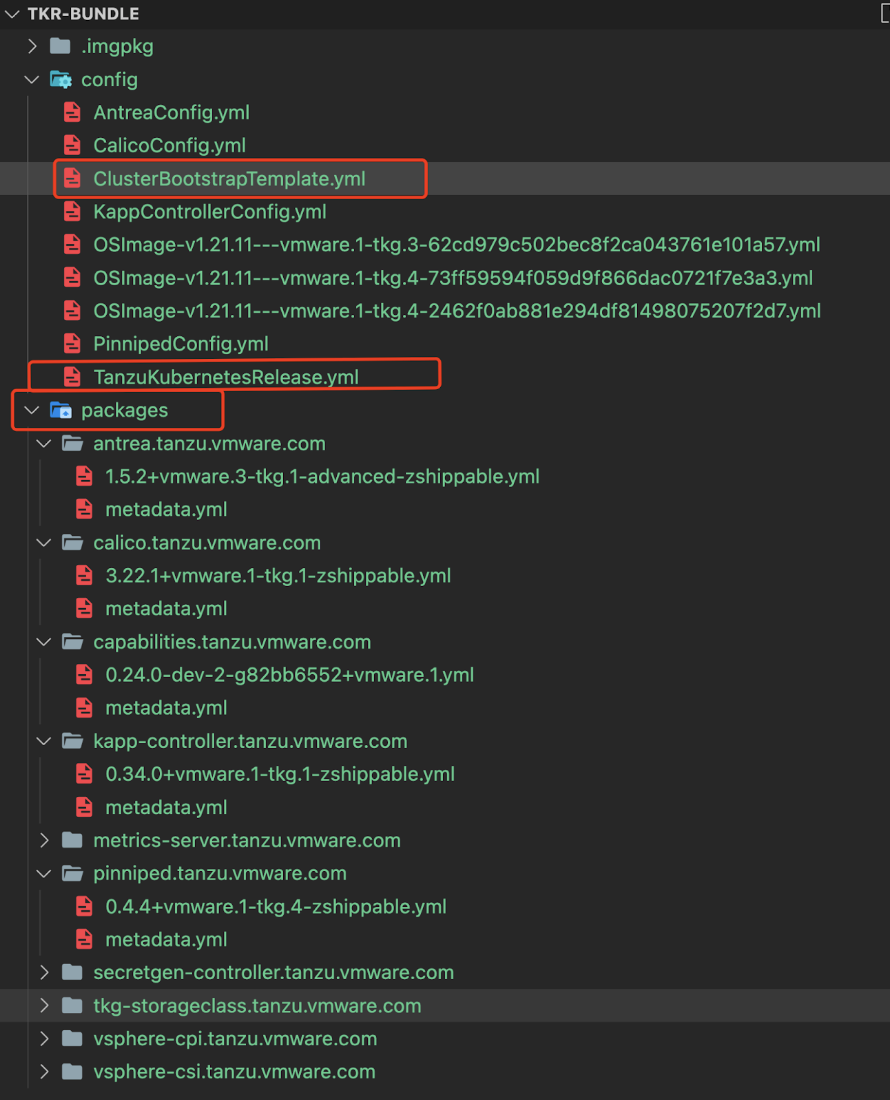 TKR-BUNDLE
.imgpkg
config
AntreaConfig.yml
CalicoConfig.yml
ClusterBootstrapTemplate.yml
KappControllerConfig.yml
OSImage-v1.21.11---vmware.1-tkg.3-62cd979c502bec8f2ca043761e101a57.yml
OSImage-v1.21.11---vmware.1-tkg.4-73ff59594f059d9f866dac0721f7e3a3.yml
OSImage-v1.21.11---vmware.1-tkg.4-2462f0ab881e294df81498075207f2d7.yml
PinnipedConfig.yml
TanzuKubernetesRelease.yml
packages
antrea.tanzu.vmware.com
1.5.2+vmware.3-tkg.1-advanced-zshippable.yml
metadata.yml
calico.tanzu.vmware.com
3.22.1+vmware.1-tkg.1-zshippable.yml
metadata.yml
capabilities.tanzu.vmware.com
0.24.0-dev-2-g82bb6552+vmware.1.yml
metadata.yml
kapp-controller.tanzu.vmware.com
0.34.0+vmware.1-tkg.1-zshippable.yml
metadata.yml
metrics-server.tanzu.vmware.com
pinniped.tanzu.vmware.com
0.4.4+vmware.1-tkg.4-zshippable.yml
metadata.yml
secretgen-controller.tanzu.vmware.com
tkg-storageclass.tanzu.vmware.com
vsphere-cpi.tanzu.vmware.com
vsphere-csi.tanzu.vmware.com